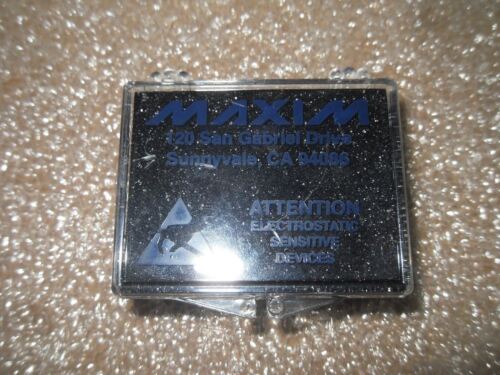 MAXIM
120 San Gabriel Drive
Sunnyvale, CA 94086
ATTENTION
ELECTROSTATIC
SENSITIVE
DEVICES